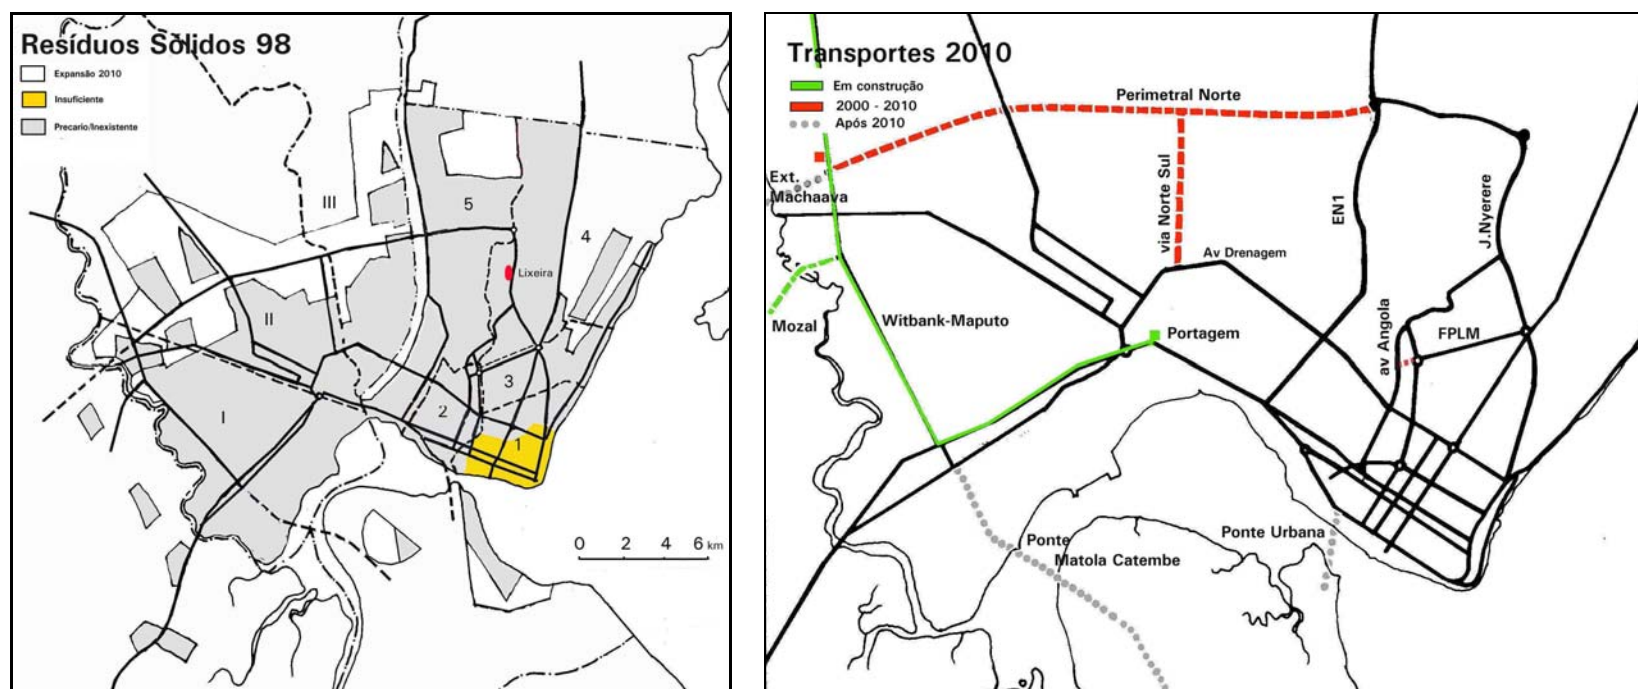 Resíduos Sòlidos 98
Expansão 2010
Insuficiente
Precario/Inexistente
III
5
4
Lixeira
II
3
I
2
1
0 2 4 6 km
Transportes 2010
Em construção
2000 - 2010
Após 2010
Perimetral Norte
Ext.
Machaava
via Norte Sul
EN1
J.Nyerere
Av Drenagem
Mozal
Witbank-Maputo
Portagem
av Angola
FPLM
Ponte
Matola Catembe
Ponte Urbana